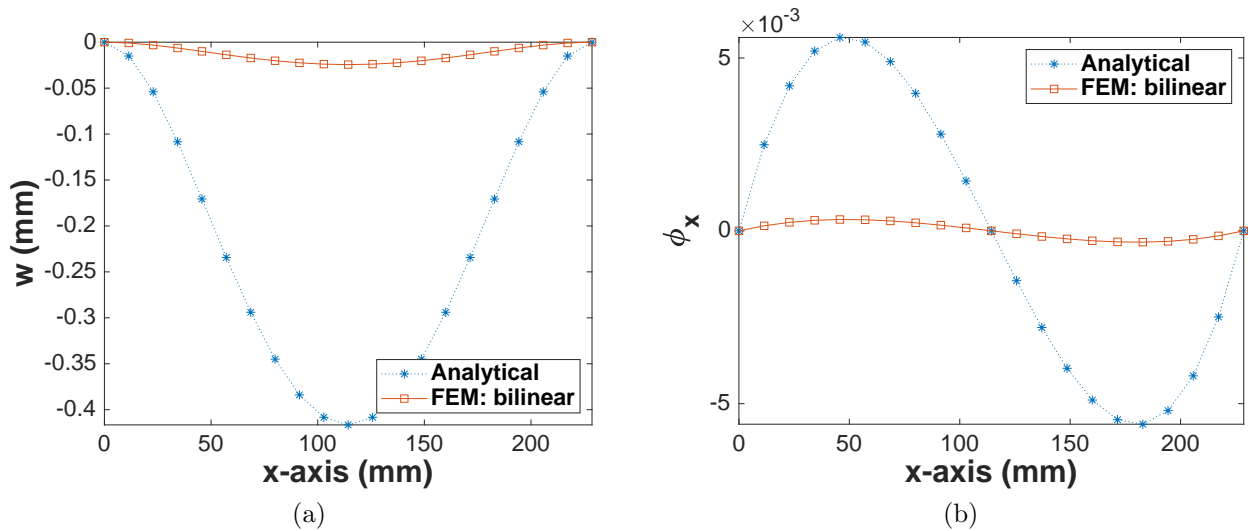 0
-0.05
-0.1
-0.15
-0.2
-0.25
-0.3
-0.35
-0.4
w (mm)
0
50
100
150
200
x-axis (mm)
Analytical
FEM: bilinear
(a)
×10⁻³
5
0
-5
ϕₓ
0
50
100
150
200
x-axis (mm)
Analytical
FEM: bilinear
(b)